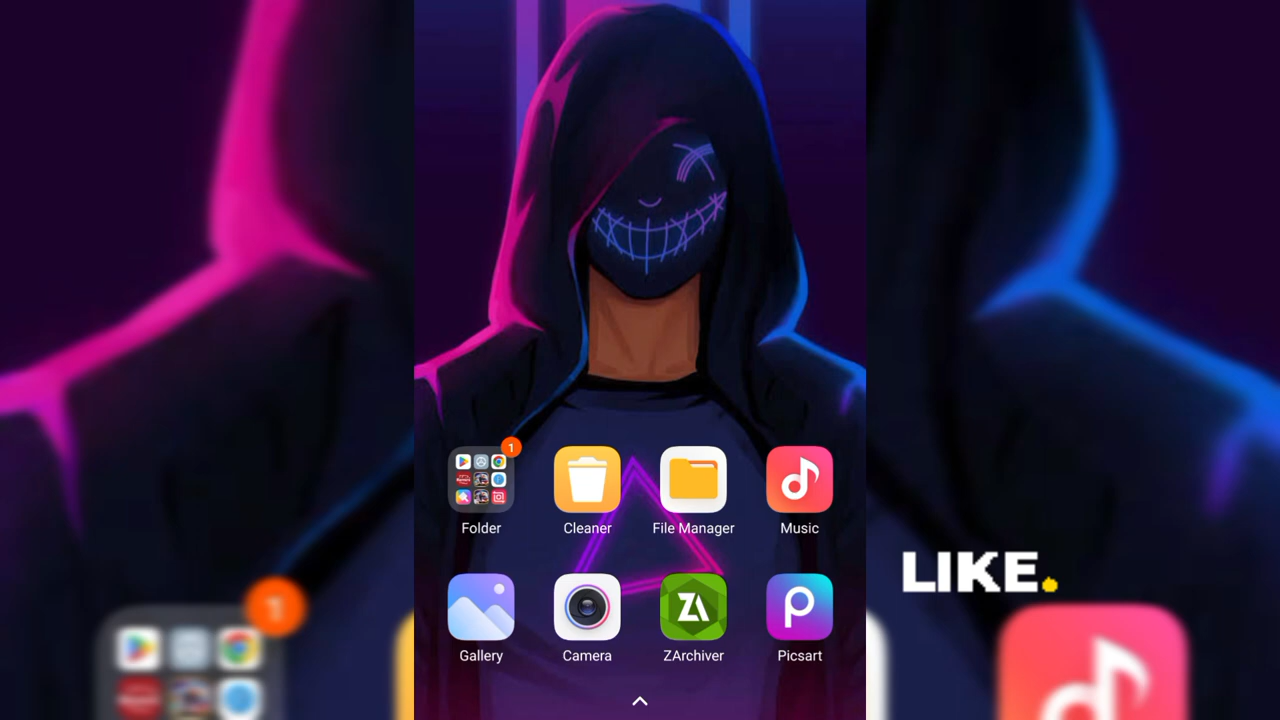 1
Folder
Cleaner
File Manager
Music
Gallery
Camera
ZArchiver
Picsart
LIKE.